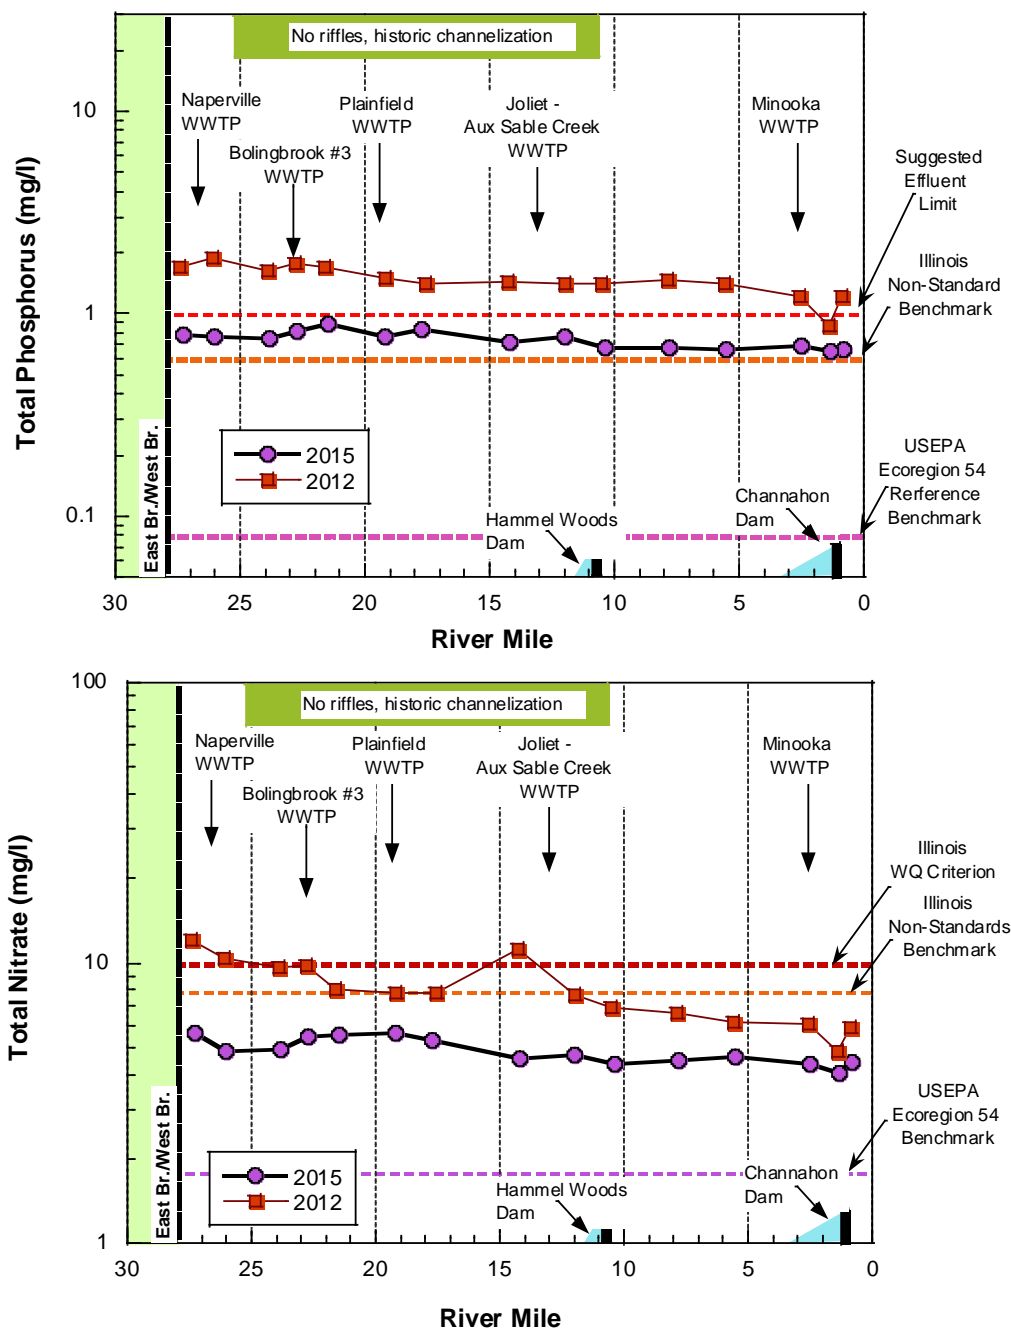 No riffles, historic channelization
Naperville
WWTP
Plainfield
WWTP
Joliet -
Aux Sable Creek
WWTP
Minooka
WWTP
Bolingbrook #3
WWTP
Suggested
Effluent
Limit
Illinois
Non-Standard
Benchmark
USEPA
Ecoregion 54
Rerference
Benchmark
Total Phosphorus (mg/l)
10
1
0.1
East Br./West Br.
2015
2012
Hammel Woods
Dam
Channahon
Dam
30 25 20 15 10 5 0
River Mile
No riffles, historic channelization
Naperville
WWTP
Plainfield
WWTP
Joliet -
Aux Sable Creek
WWTP
Minooka
WWTP
Bolingbrook #3
WWTP
Illinois
WQ Criterion
Illinois
Non-Standards
Benchmark
USEPA
Ecoregion 54
Benchmark
Total Nitrate (mg/l)
100
10
1
East Br./West Br.
2015
2012
Hammel Woods
Dam
Channahon
Dam
30 25 20 15 10 5 0
River Mile